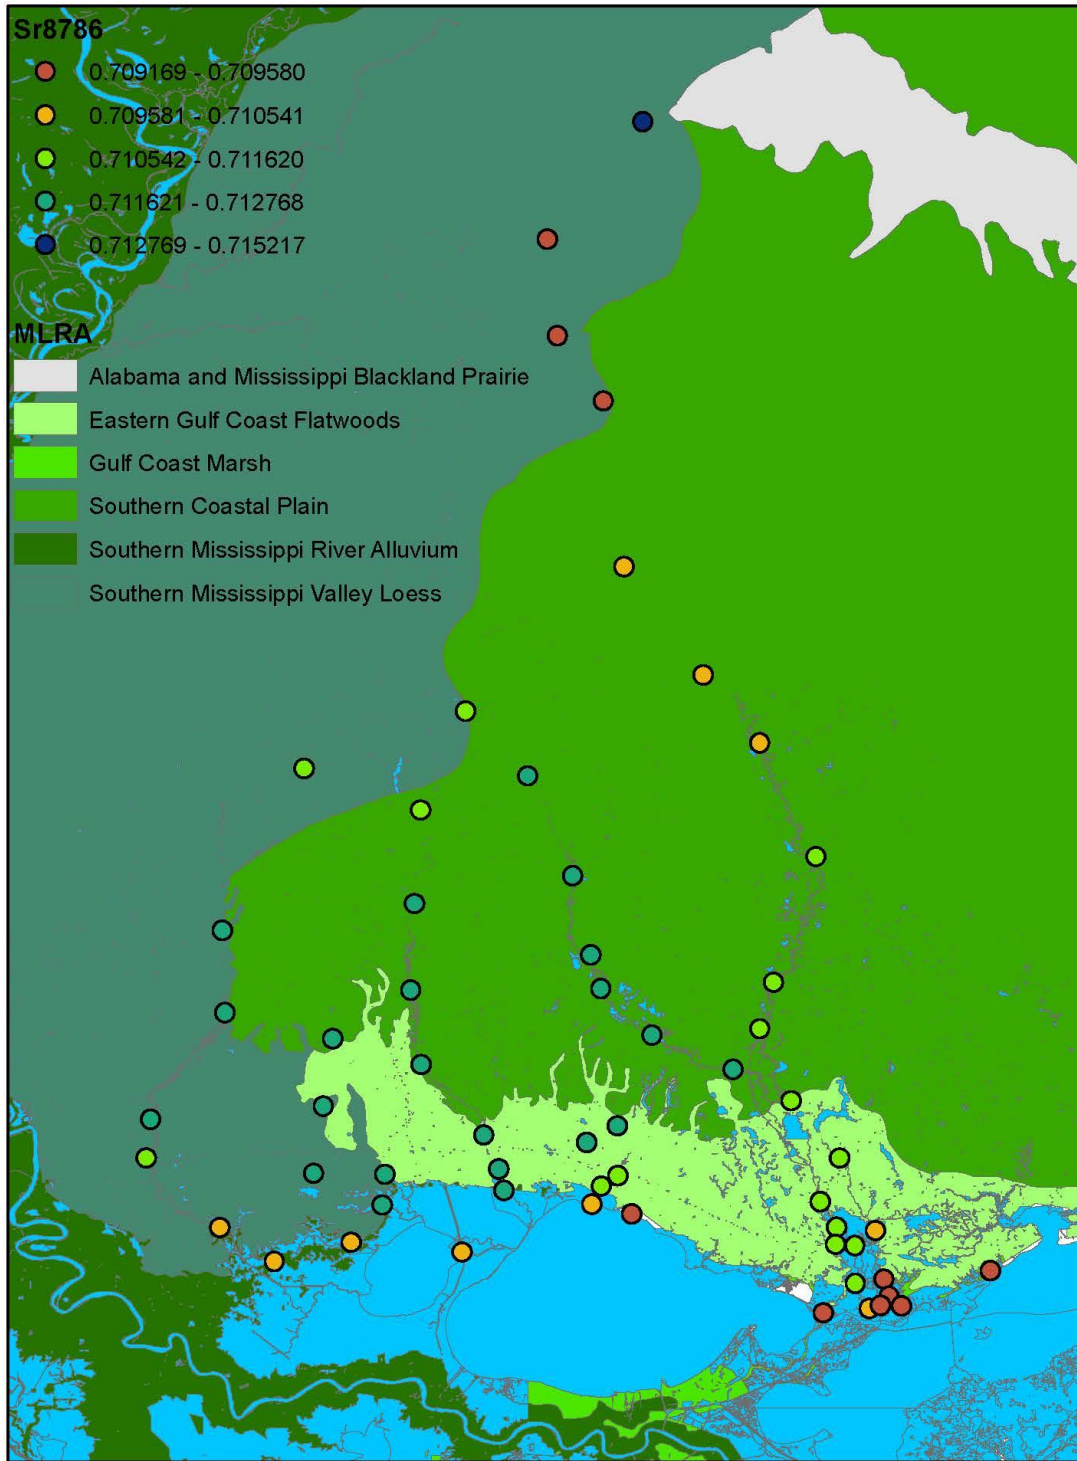 Sr8786
0.709169 - 0.709580
0.709581 - 0.710541
0.710542 - 0.711620
0.711621 - 0.712768
0.712769 - 0.715217
MLRA
Alabama and Mississippi Blackland Prairie
Eastern Gulf Coast Flatwoods
Gulf Coast Marsh
Southern Coastal Plain
Southern Mississippi River Alluvium
Southern Mississippi Valley Loess